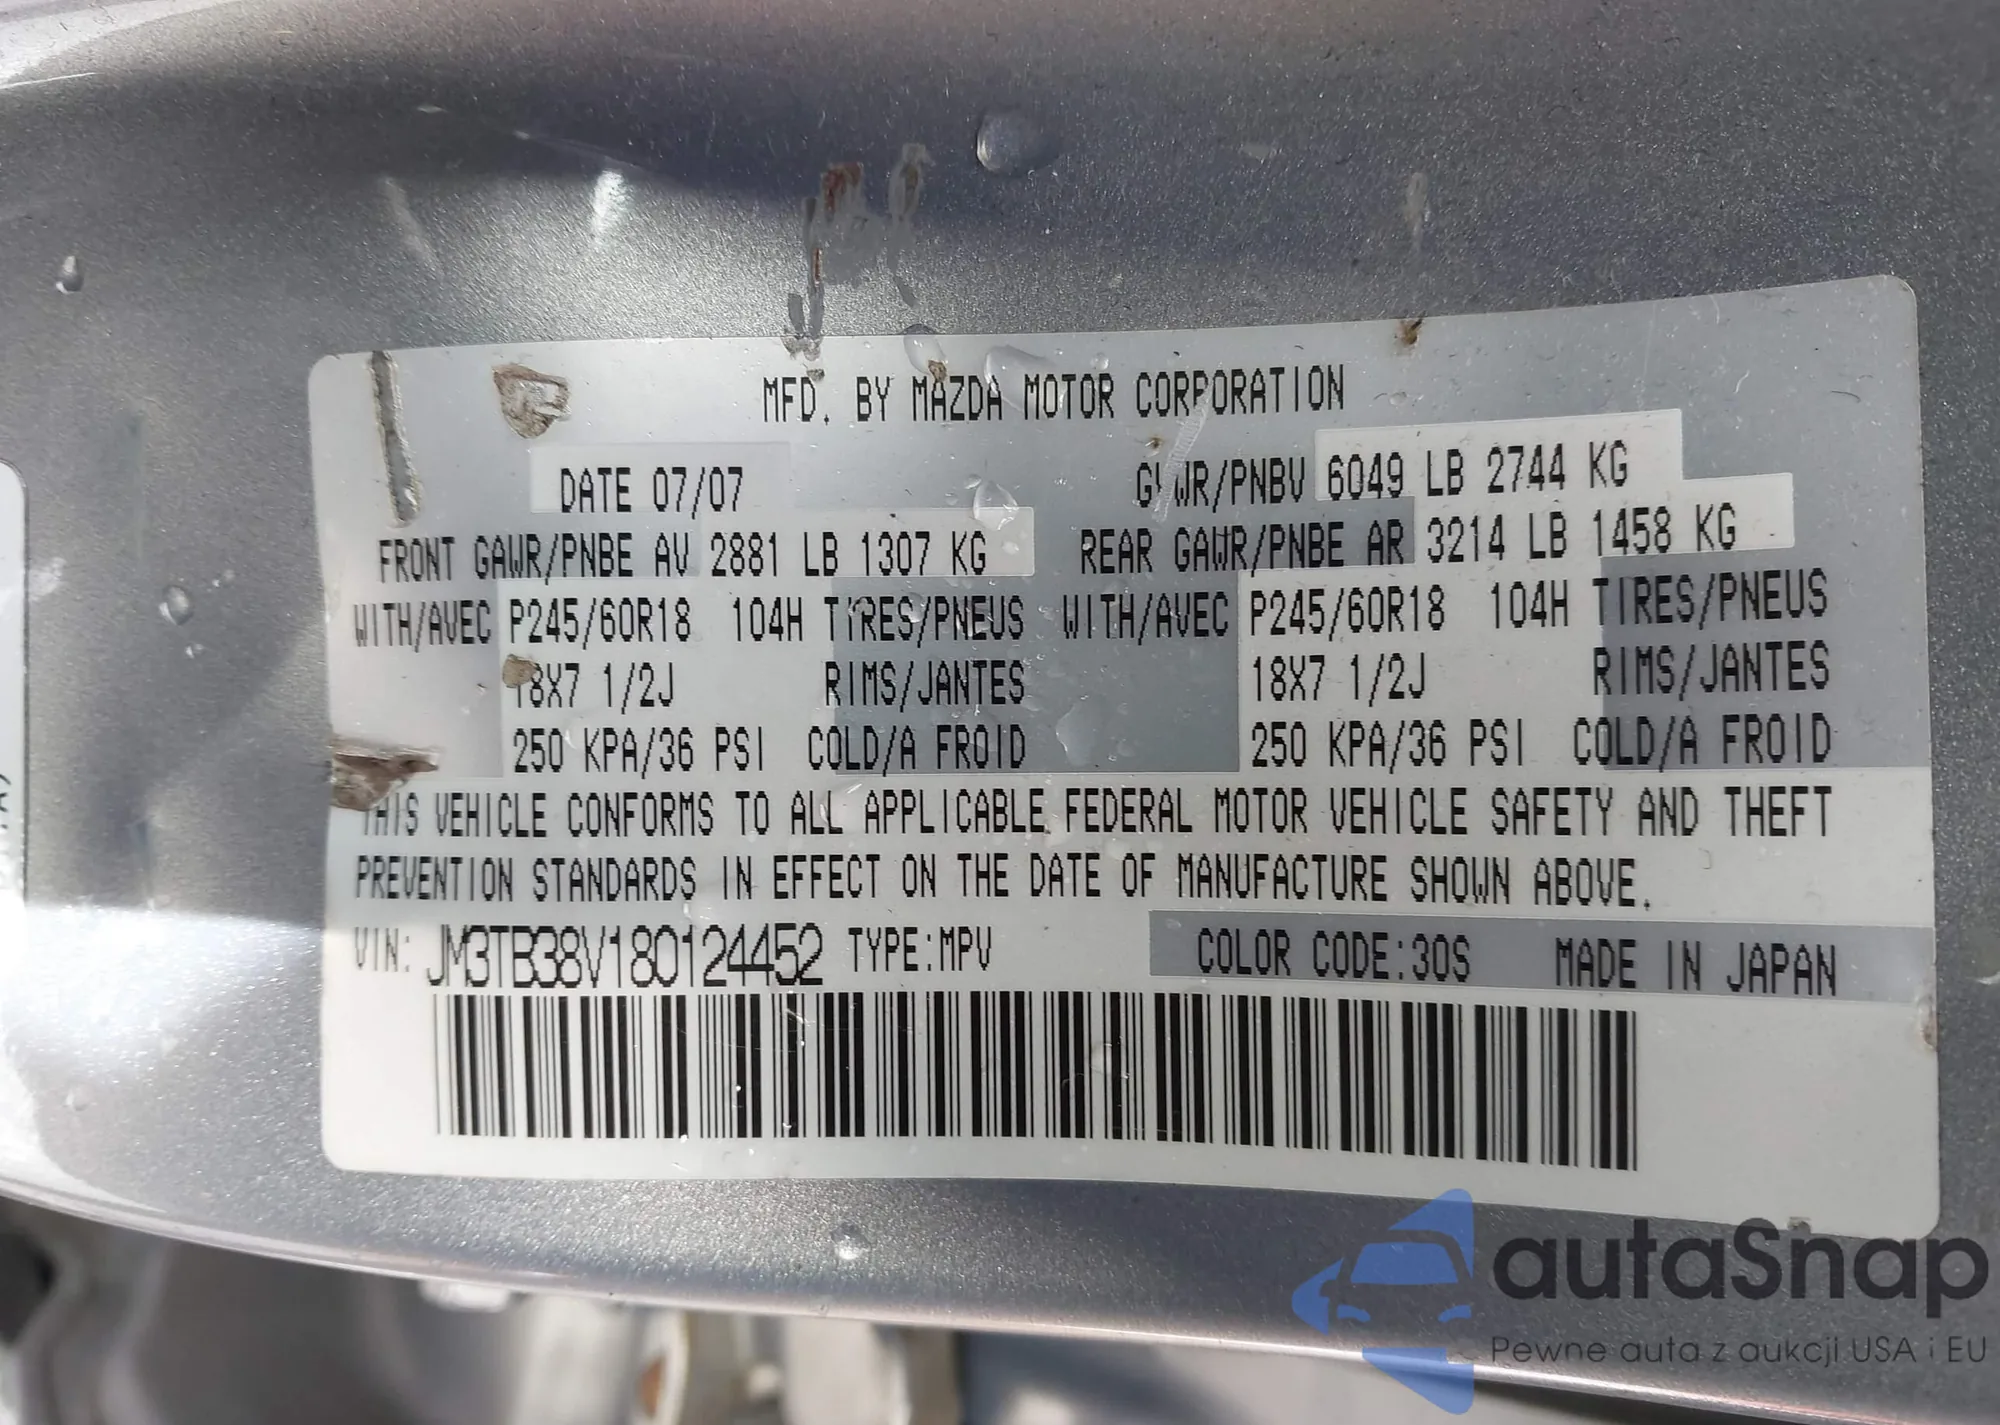 MFD. BY MAZDA MOTOR CORPORATION
DATE 07/07 GVWR/PNBV 6049 LB 2744 KG
FRONT GAWR/PNBE AV 2881 LB 1307 KG REAR GAWR/PNBE AR 3214 LB 1458 KG
WITH/AVEC P245/60R18 104H TIRES/PNEUS WITH/AVEC P245/60R18 104H TIRES/PNEUS
18X7 1/2J RIMS/JANTES 18X7 1/2J RIMS/JANTES
250 KPA/36 PSI COLD/A FROID 250 KPA/36 PSI COLD/A FROID
THIS VEHICLE CONFORMS TO ALL APPLICABLE FEDERAL MOTOR VEHICLE SAFETY AND THEFT
PREVENTION STANDARDS IN EFFECT ON THE DATE OF MANUFACTURE SHOWN ABOVE.
VIN: JM3TB38V180124452 TYPE:MPV COLOR CODE:30S MADE IN JAPAN
autaSnap
Pewne auta z aukcji USA i EU